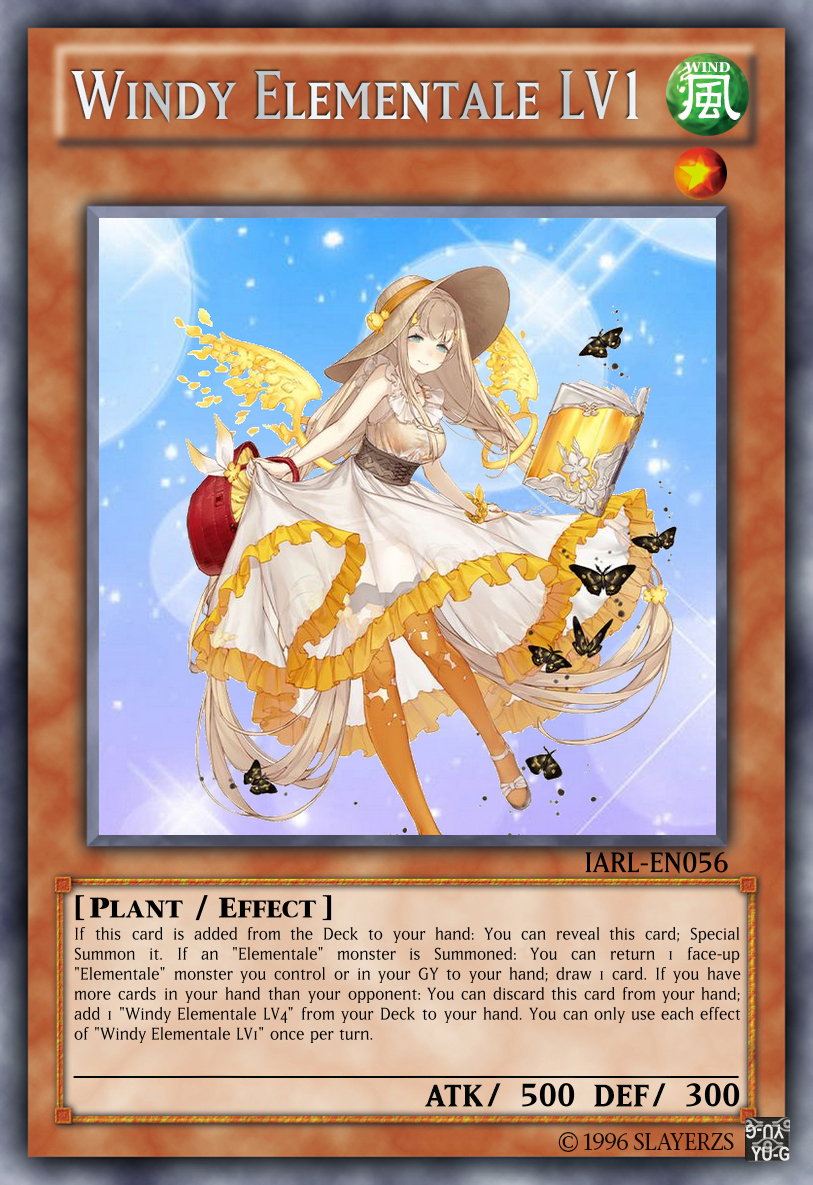 WINDY ELEMENTALE LV1
WIND
風
IARL-EN056
[ PLANT / EFFECT ]
If this card is added from the Deck to your hand: You can reveal this card; Special
Summon it. If an "Elementale" monster is Summoned: You can return 1 face-up
"Elementale" monster you control or in your GY to your hand; draw 1 card. If you have
more cards in your hand than your opponent: You can discard this card from your hand;
add 1 "Windy Elementale LV4" from your Deck to your hand. You can only use each effect
of "Windy Elementale LV1" once per turn.
ATK/ 500 DEF/ 300
© 1996 SLAYERZS
YU-G